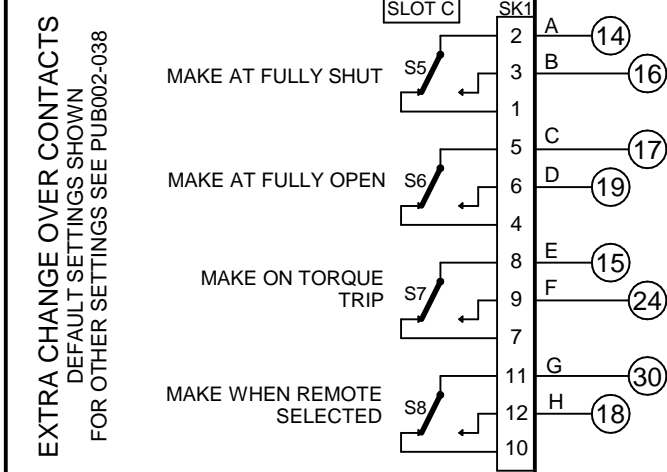 EXTRA CHANGE OVER CONTACTS
DEFAULT SETTINGS SHOWN
FOR OTHER SETTINGS SEE PUB002-038
SLOT C
SK1
MAKE AT FULLY SHUT
S5
2
A
14
3
B
16
1
MAKE AT FULLY OPEN
S6
5
C
17
6
D
19
4
MAKE ON TORQUE
TRIP
S7
8
E
15
9
F
24
7
MAKE WHEN REMOTE
SELECTED
S8
11
G
30
12
H
18
10